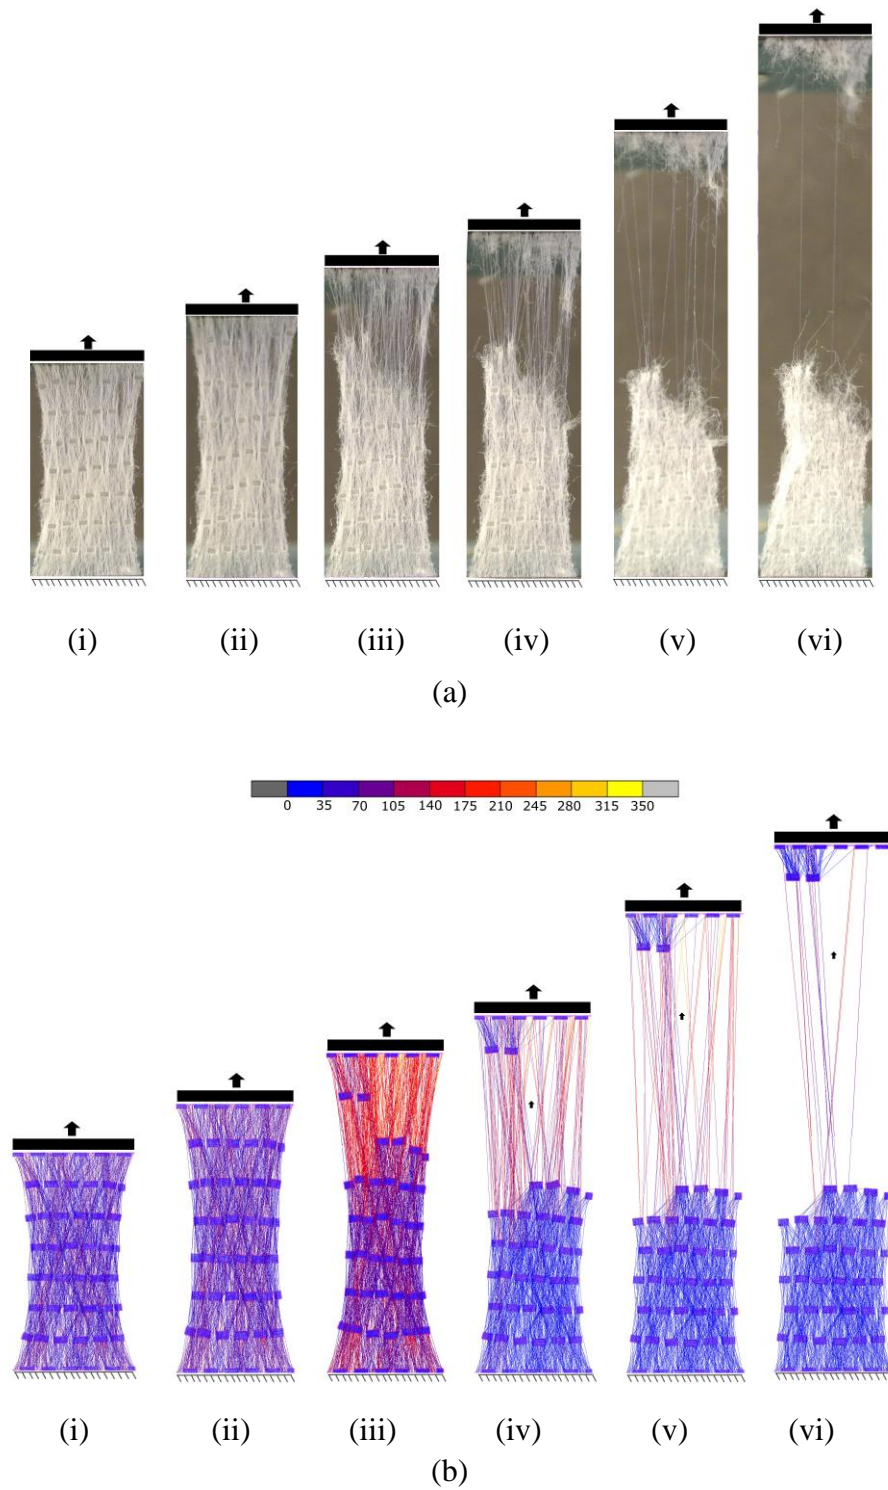 (i) (ii) (iii) (iv) (v) (vi)
(a)
0 35 70 105 140 175 210 245 280 315 350
(i) (ii) (iii) (iv) (v) (vi)
(b)